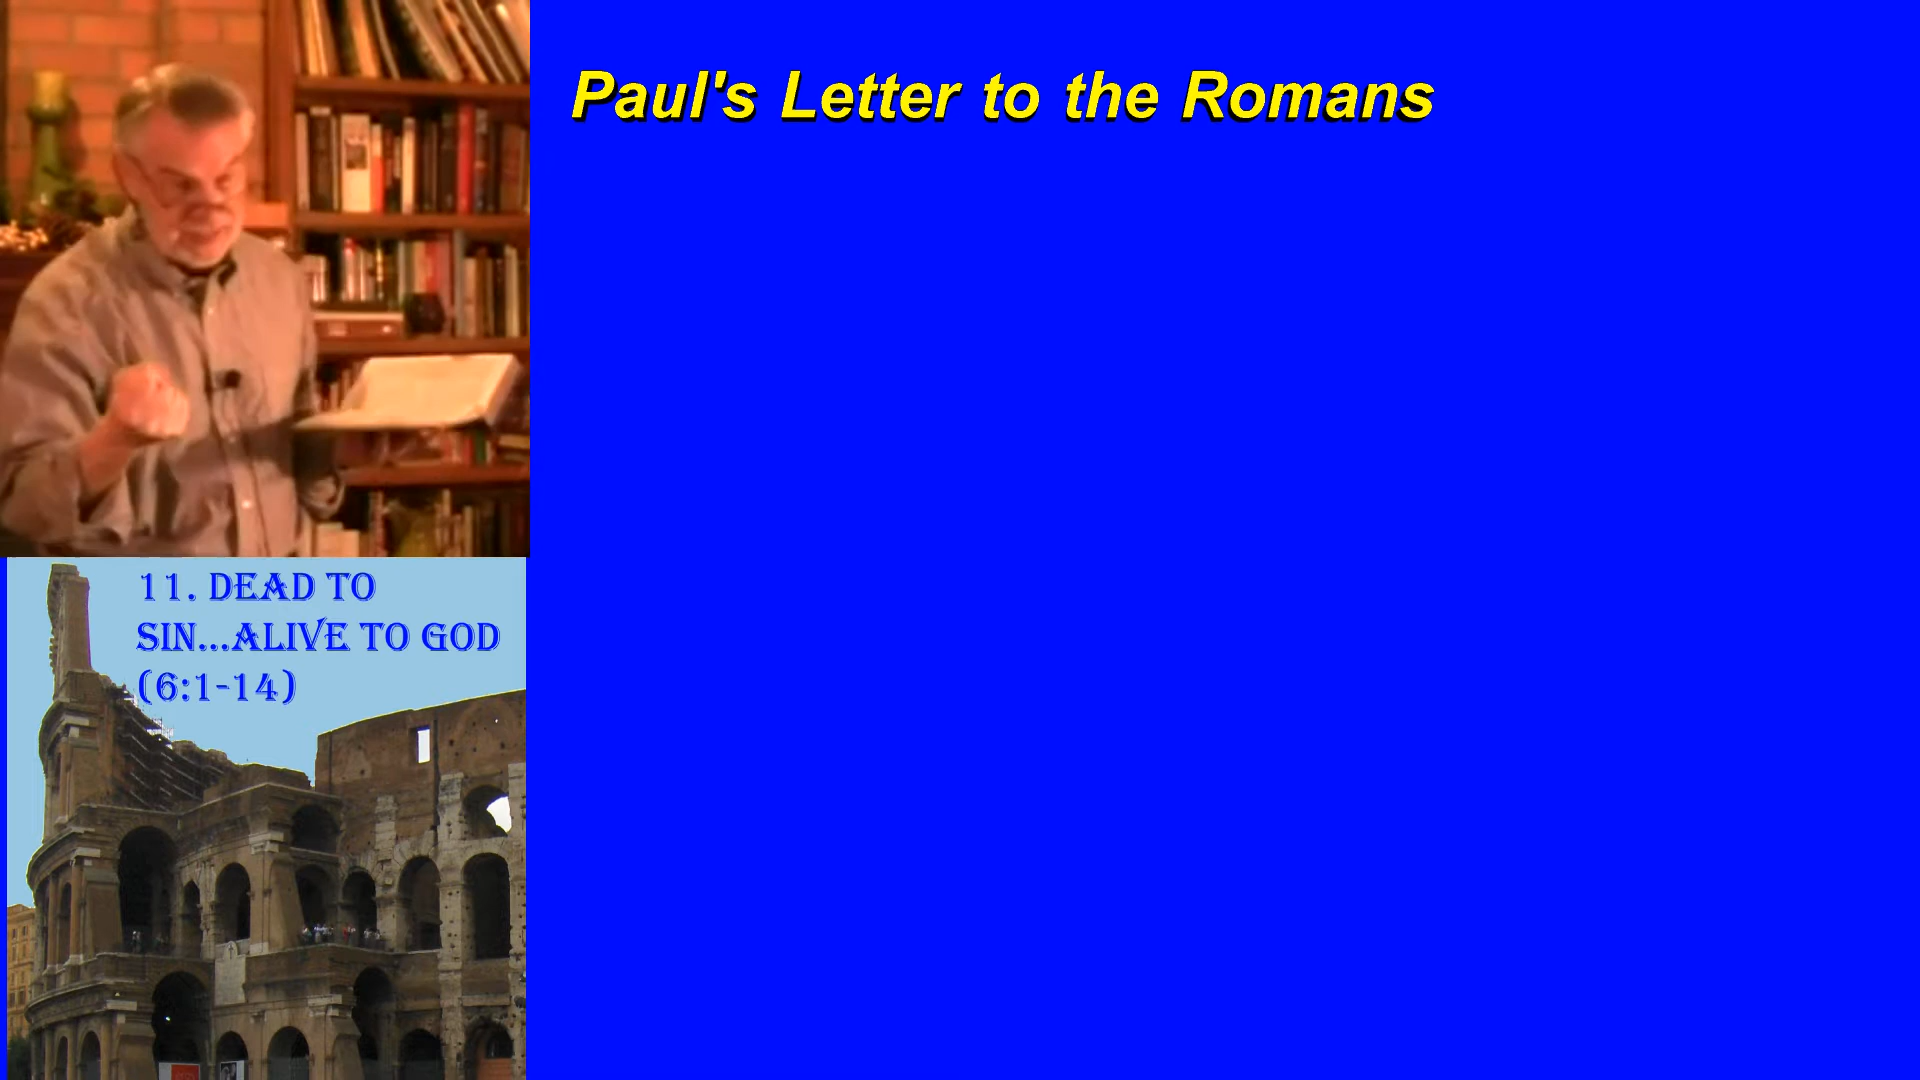 Paul's Letter to the Romans
11. DEAD TO
SIN...ALIVE TO GOD
(6:1-14)